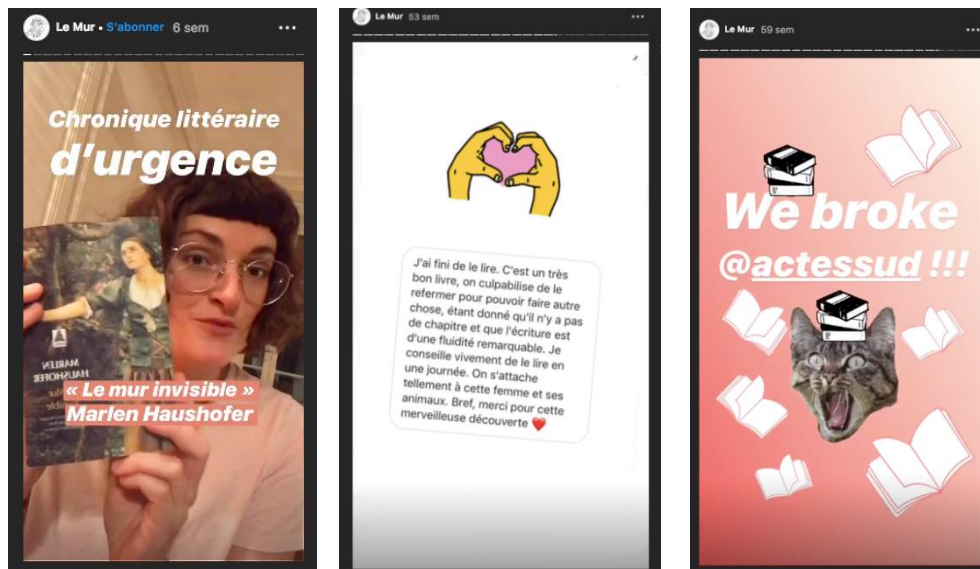 Le Mur • S'abonner 6 sem
Chronique littéraire
d'urgence
MARLEN
HAUSHOFER
« Le mur invisible »
Marlen Haushofer
Le Mur 53 sem
J'ai fini de le lire. C'est un très
bon livre, on culpabilise de le
refermer pour pouvoir faire autre
chose, étant donné qu'il n'y a pas
de chapitre et que l'écriture est
d'une fluidité remarquable. Je
conseille vivement de le lire en
une journée. On s'attache
tellement à cette femme et ses
animaux. Bref, merci pour cette
merveilleuse découverte ❤️
Le Mur 59 sem
We broke
@actessud !!!